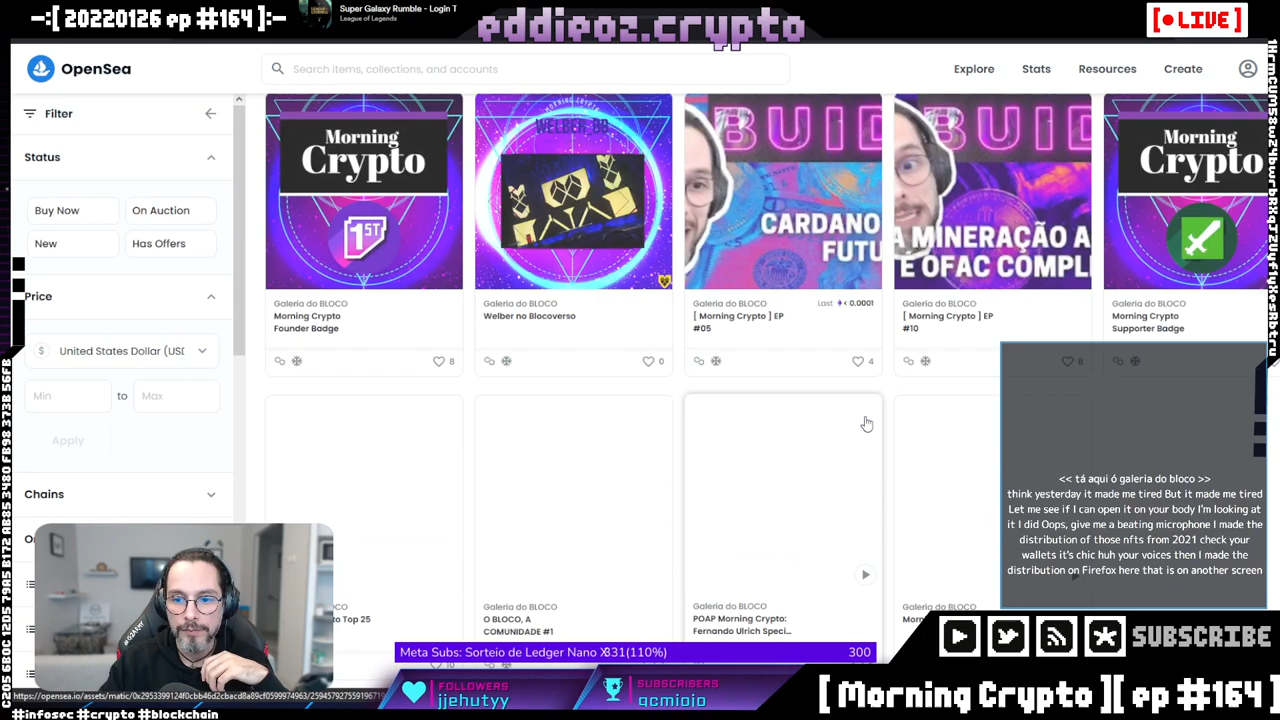 -:[ 20220126 ep #164 ]:-
Super Galaxy Rumble - Login T
League of Legends
eddieoz.crypto
[ LIVE ]
OpenSea
Search items, collections, and accounts
Explore
Stats
Resources
Create
Filter
Status
Buy Now
On Auction
New
Has Offers
Price
$ United States Dollar (USD
Min
to
Max
Apply
Chains
Morning
Crypto
1ST
Galeria do BLOCO
Morning Crypto
Founder Badge
8
WELBER_OG
Galeria do BLOCO
Welber no Blocoverso
0
BUID
CARDANO
FUTU
Galeria do BLOCO
Last < 0.0001
[ Morning Crypto ] EP
#05
4
BUID
A MINERAÇÃO A
E OFAC COMPLI
Galeria do BLOCO
[ Morning Crypto ] EP
#10
8
Morning
Crypto
Galeria do BLOCO
Morning Crypto
Supporter Badge
to Top 25
Galeria do BLOCO
O BLOCO, A
COMUNIDADE #1
Galeria do BLOCO
POAP Morning Crypto:
Fernando Ulrich Speci...
Galeria do BLO
<< tá aqui ó galeria do bloco >>
think yesterday it made me tired But it made me tired
Let me see if I can open it on your body I'm looking at
it I did Oops, give me a beating microphone I made the
distribution of those nfts from 2021 check your
wallets it's chic huh your voices then I made the
distribution on Firefox here that is on another screen
Meta Subs: Sorteio de Ledger Nano X
331(110%)
300
FOLLOWERS
jjehutyy
SUBSCRIBERS
gcmiojo
SUBSCRIBE
[ Morning Crypto ][ ep #164 ]
#infosec #crypto #blockchain